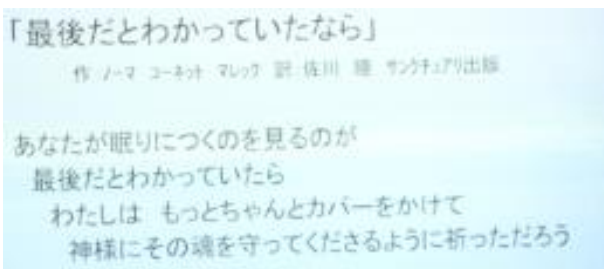 「最後だとわかっていたなら」
作 ノーマ コーネット マレック 訳 佐川 睦 サンクチュアリ出版
あなたが眠りにつくのを見るのが
最後だとわかっていたら
わたしは もっとちゃんとカバーをかけて
神様にその魂を守ってくださるように祈っただろう